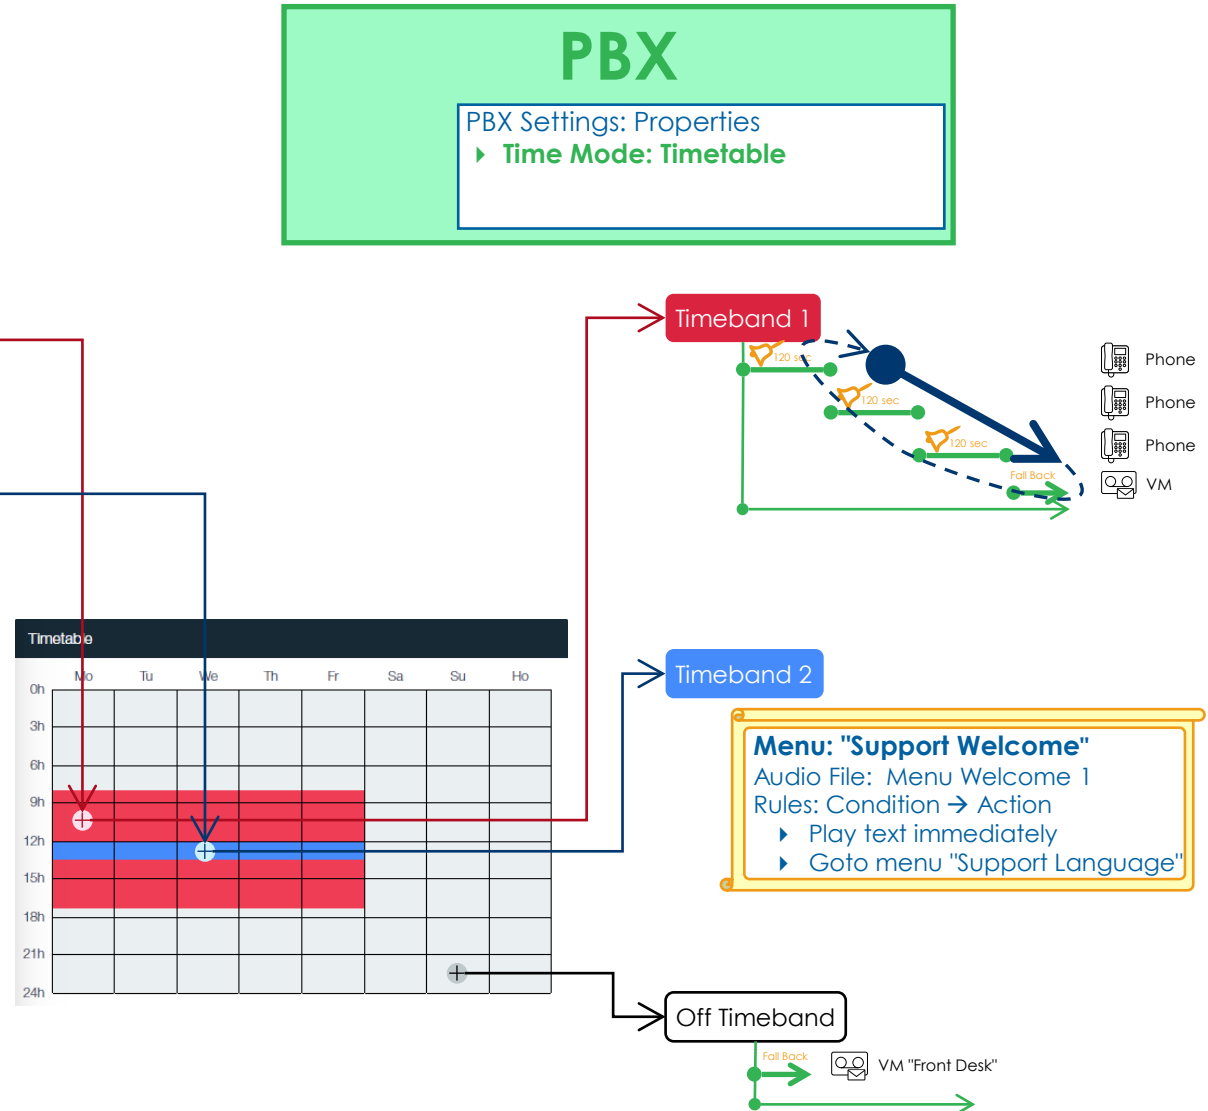 PBX
PBX Settings: Properties
Time Mode: Timetable
Timeband 1
120 sec
Phone
120 sec
Phone
120 sec
Phone
Fall Back
VM
Timetable
Mo Tu We Th Fr Sa Su Ho
0h
3h
6h
9h
12h
15h
18h
21h
24h
Timeband 2
Menu: "Support Welcome"
Audio File: Menu Welcome 1
Rules: Condition → Action
Play text immediately
Goto menu "Support Language"
Off Timeband
Fall Back
VM "Front Desk"